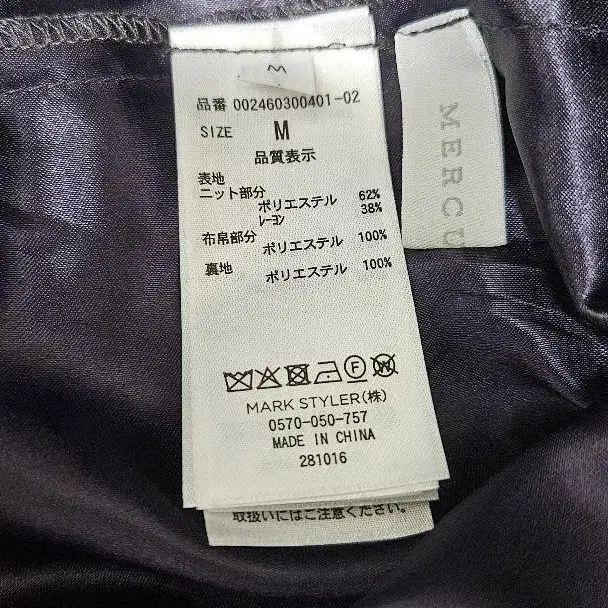 M
品番 002460300401-02
SIZE M
品質表示
表地
ニット部分
ポリエステル 62%
レーヨン 38%
布帛部分
ポリエステル 100%
裏地
ポリエステル 100%
MARK STYLER(株)
0570-050-757
MADE IN CHINA
281016
取扱いにはご注意ください。
MERCU